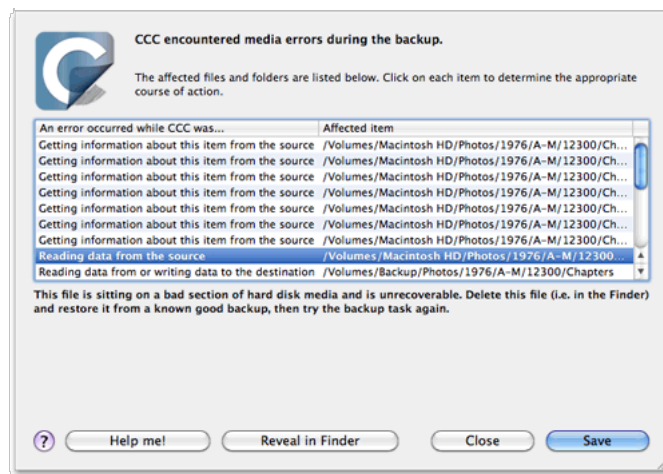 CCC encountered media errors during the backup.
The affected files and folders are listed below. Click on each item to determine the appropriate
course of action.
An error occurred while CCC was... Affected item
Getting information about this item from the source /Volumes/Macintosh HD/Photos/1976/A-M/12300/Ch...
Getting information about this item from the source /Volumes/Macintosh HD/Photos/1976/A-M/12300/Ch...
Getting information about this item from the source /Volumes/Macintosh HD/Photos/1976/A-M/12300/Ch...
Getting information about this item from the source /Volumes/Macintosh HD/Photos/1976/A-M/12300/Ch...
Getting information about this item from the source /Volumes/Macintosh HD/Photos/1976/A-M/12300/Ch...
Getting information about this item from the source /Volumes/Macintosh HD/Photos/1976/A-M/12300/Ch...
Getting information about this item from the source /Volumes/Macintosh HD/Photos/1976/A-M/12300/Ch...
Reading data from the source /Volumes/Macintosh HD/Photos/1976/A-M/12300...
Reading data from or writing data to the destination /Volumes/Backup/Photos/1976/A-M/12300/Chapters
This file is sitting on a bad section of hard disk media and is unrecoverable. Delete this file (i.e. in the Finder)
and restore it from a known good backup, then try the backup task again.
? Help me! Reveal in Finder Close Save